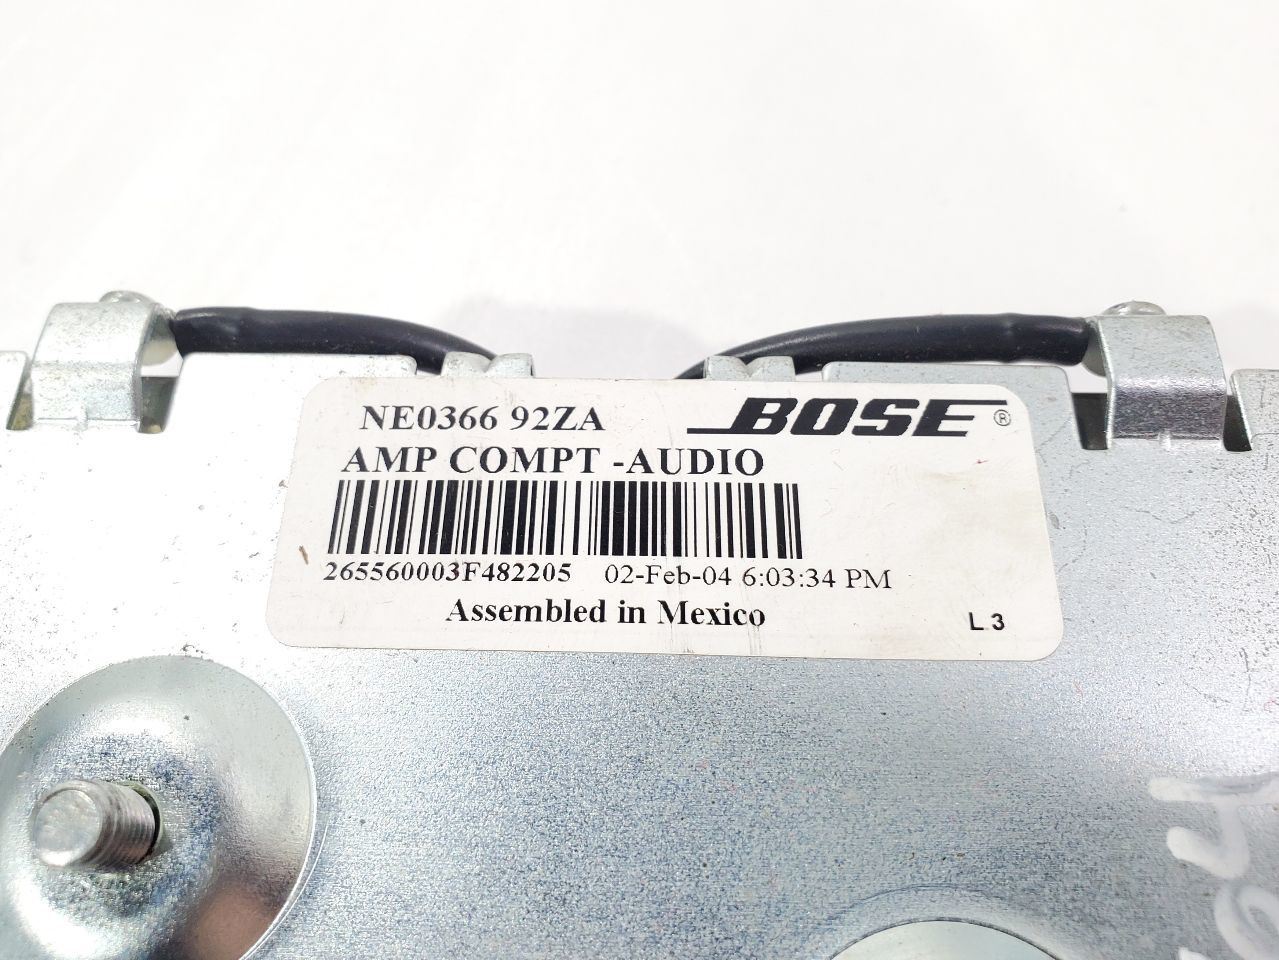 NE0366 92ZA BOSE ®
AMP COMPT -AUDIO
265560003F482205 02-Feb-04 6:03:34 PM
Assembled in Mexico L 3